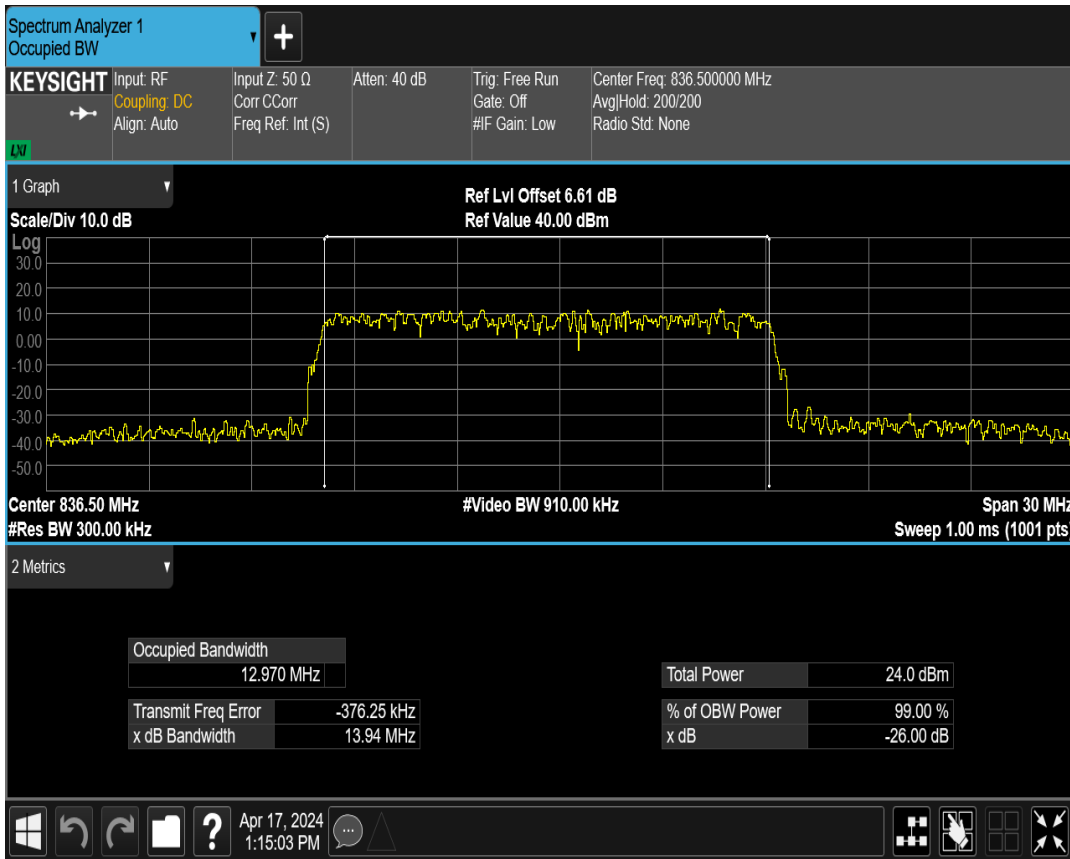 Spectrum Analyzer 1
Occupied BW
KEYSIGHT
LXI
Input: RF
Coupling: DC
Align: Auto
Input Z: 50 Ω
Corr CCorr
Freq Ref: Int (S)
Atten: 40 dB
Trig: Free Run
Gate: Off
#IF Gain: Low
Center Freq: 836.500000 MHz
Avg|Hold: 200/200
Radio Std: None
1 Graph
Ref Lvl Offset 6.61 dB
Scale/Div 10.0 dB
Ref Value 40.00 dBm
Log
30.0
20.0
10.0
0.00
-10.0
-20.0
-30.0
-40.0
-50.0
Center 836.50 MHz
#Video BW 910.00 kHz
Span 30 MHz
#Res BW 300.00 kHz
Sweep 1.00 ms (1001 pts)
2 Metrics
Occupied Bandwidth
12.970 MHz
Total Power 24.0 dBm
Transmit Freq Error -376.25 kHz
% of OBW Power 99.00 %
x dB Bandwidth 13.94 MHz
x dB -26.00 dB
Apr 17, 2024
1:15:03 PM